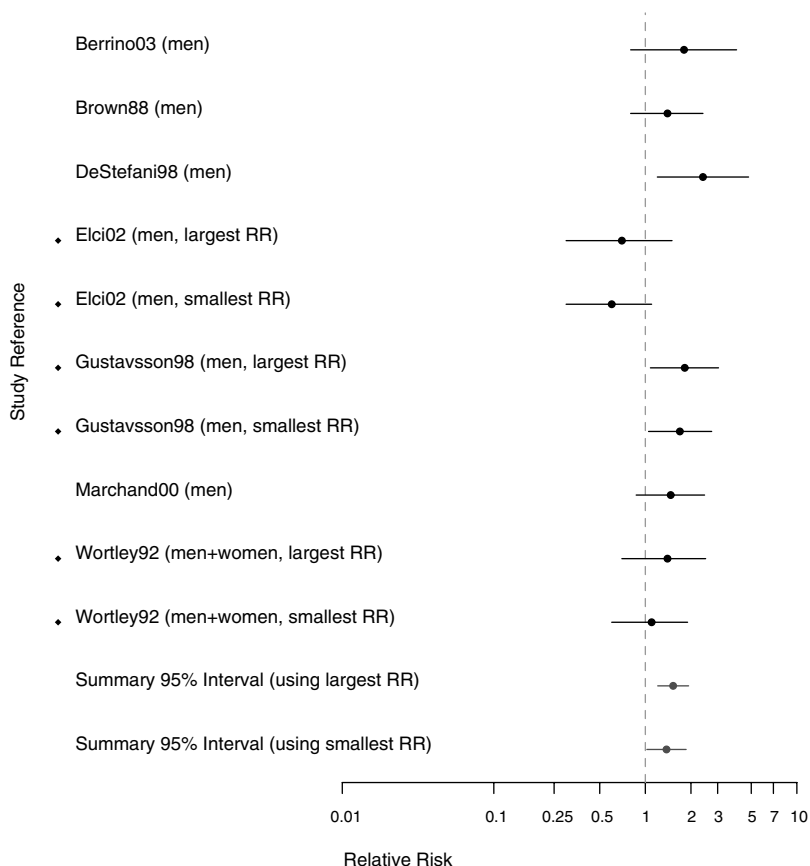 Study Reference
Berrino03 (men)
Brown88 (men)
DeStefani98 (men)
Elci02 (men, largest RR)
Elci02 (men, smallest RR)
Gustavsson98 (men, largest RR)
Gustavsson98 (men, smallest RR)
Marchand00 (men)
Wortley92 (men+women, largest RR)
Wortley92 (men+women, smallest RR)
Summary 95% Interval (using largest RR)
Summary 95% Interval (using smallest RR)
0.01 0.1 0.25 0.5 1 2 3 5 7 10
Relative Risk